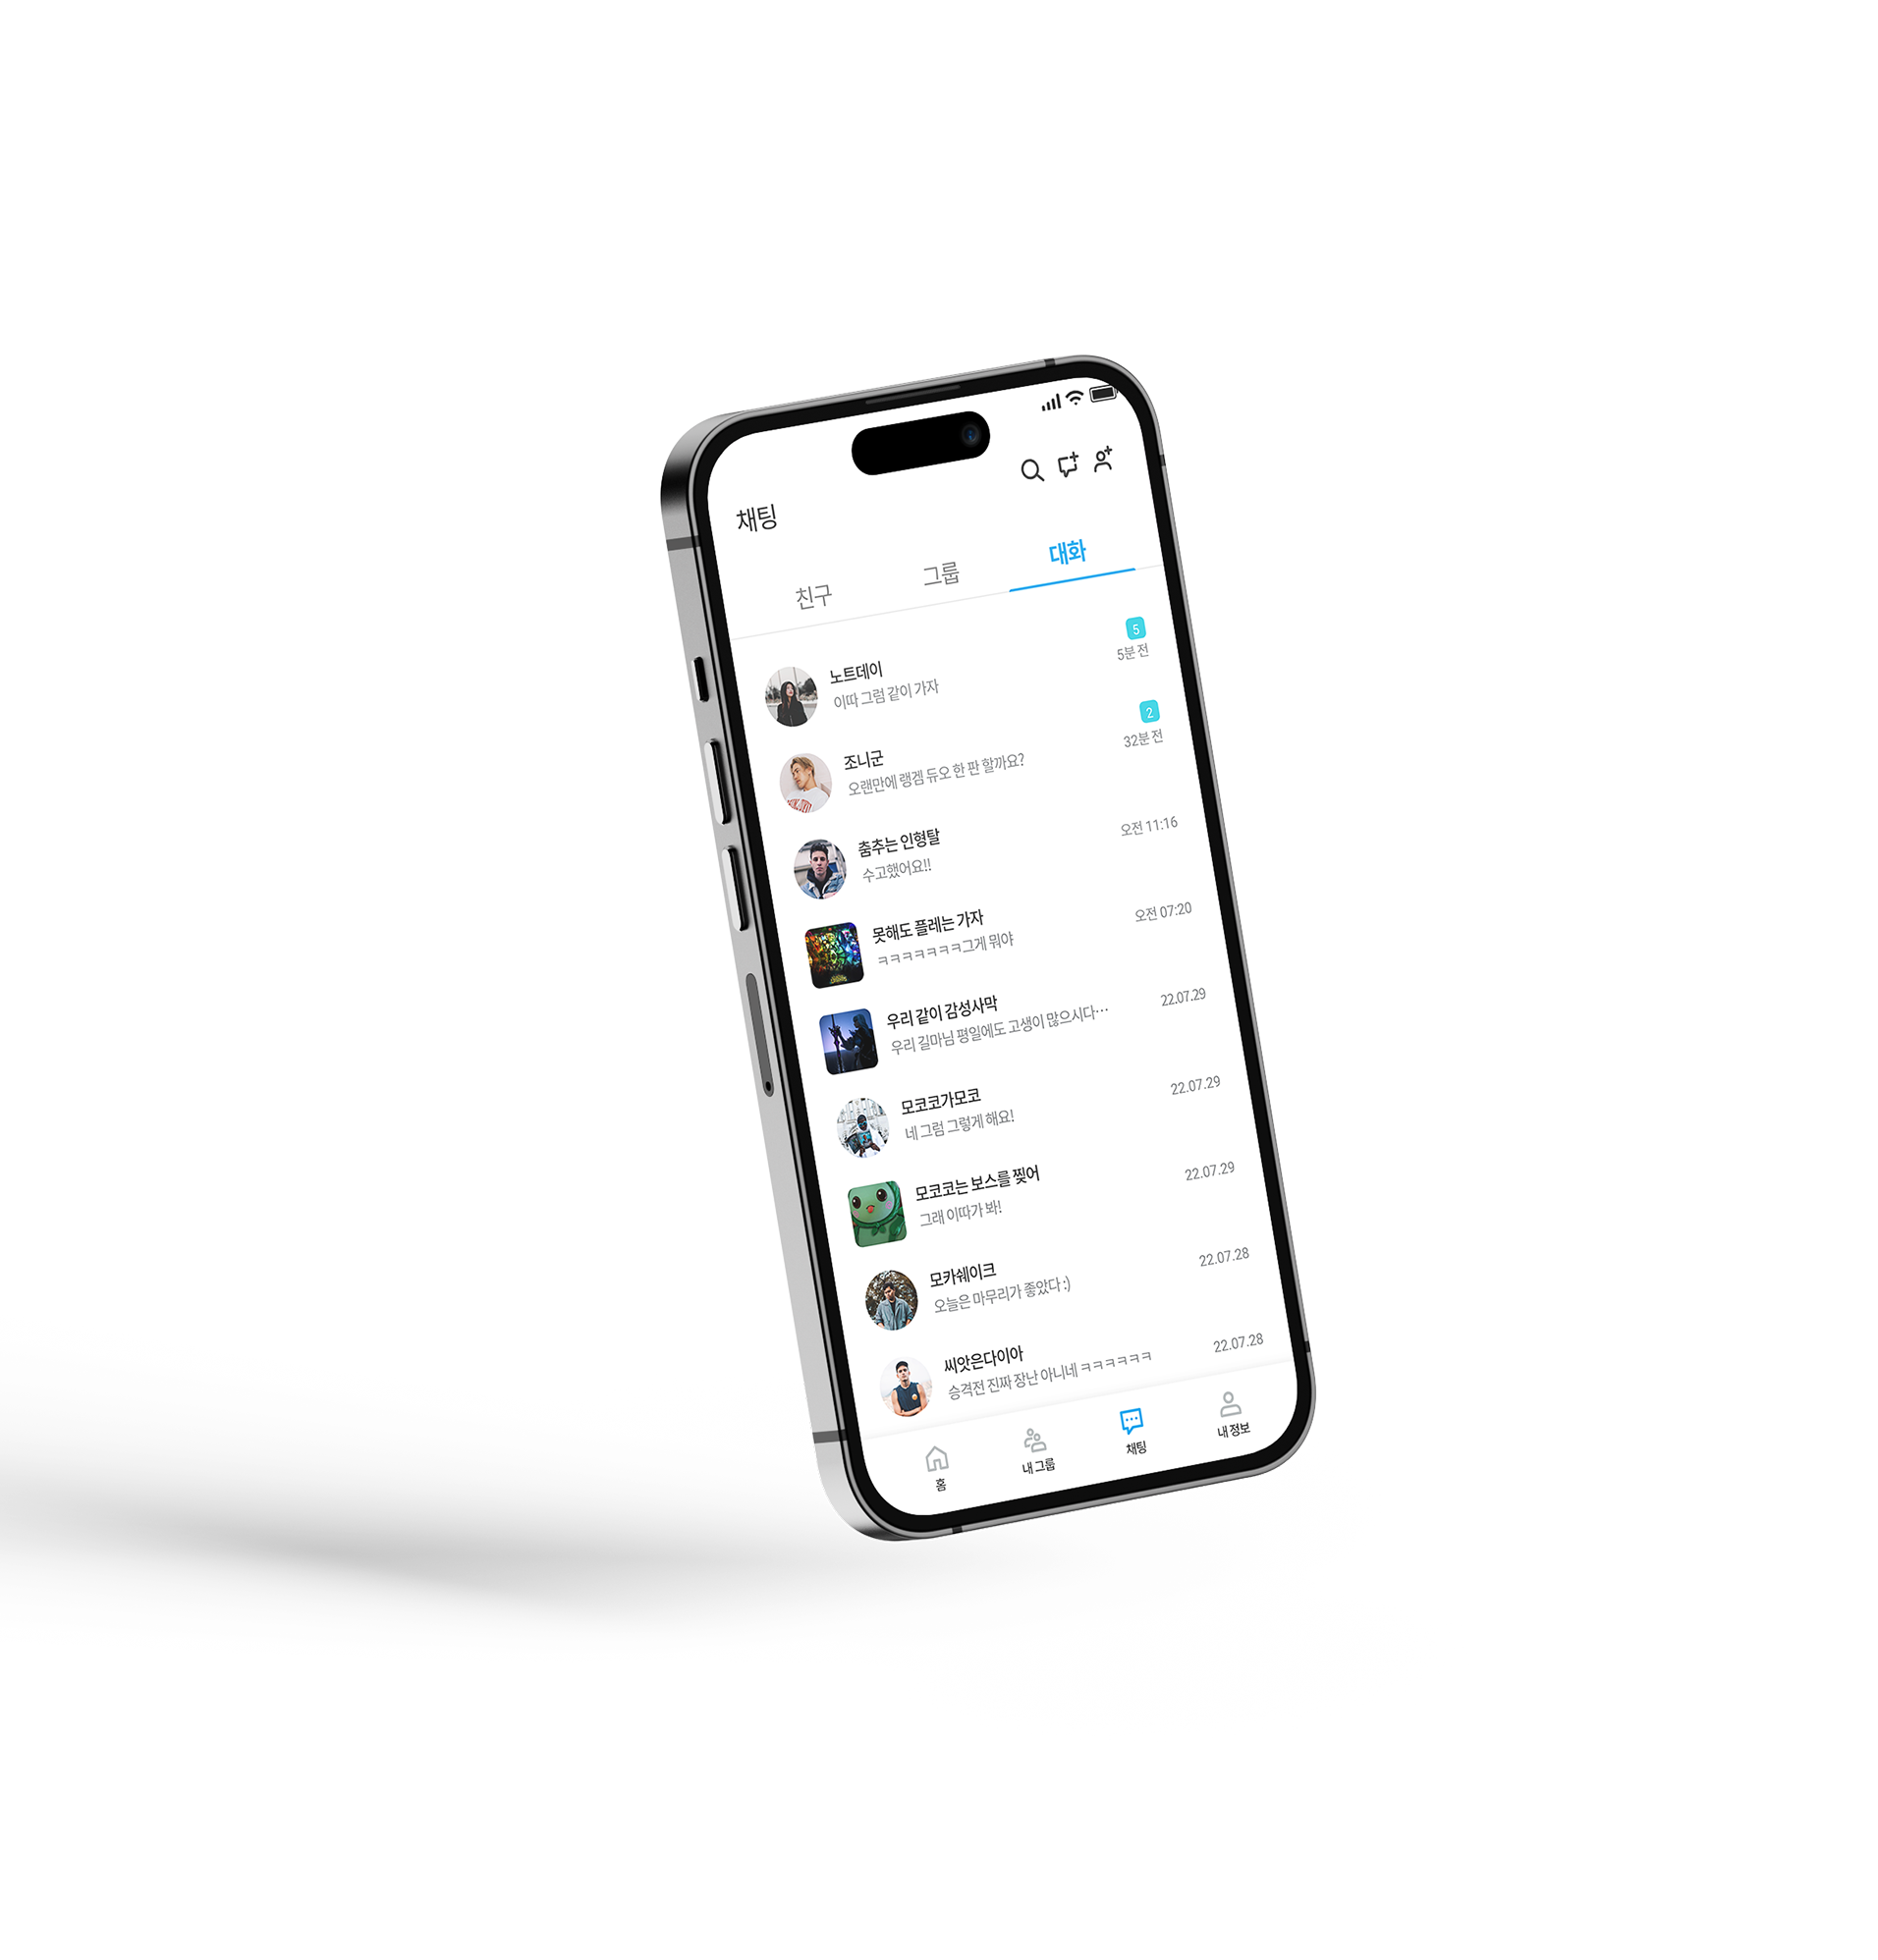 채팅
친구 그룹 대화
노트데이 5
이따 그럼 같이 가자 5분 전
조니군 2
오랜만에 랭겜 듀오 한 판 할까요? 32분 전
춤추는 인형탈 오전 11:16
수고했어요!!
못해도 플레는 가자 오전 07:20
ㅋㅋㅋㅋㅋㅋㅋ그게 뭐야
우리 같이 감성사막 22.07.29
우리 길마님 평일에도 고생이 많으시다…
모코코가모코 22.07.29
네 그럼 그렇게 해요!
모코코는 보스를 찢어 22.07.29
그래 이따가 봐!
모카쉐이크 22.07.28
오늘은 마무리가 좋았다 :)
씨앗은다이아 22.07.28
승격전 진짜 장난 아니네 ㅋㅋㅋㅋㅋㅋ
홈 내 그룹 채팅 내 정보